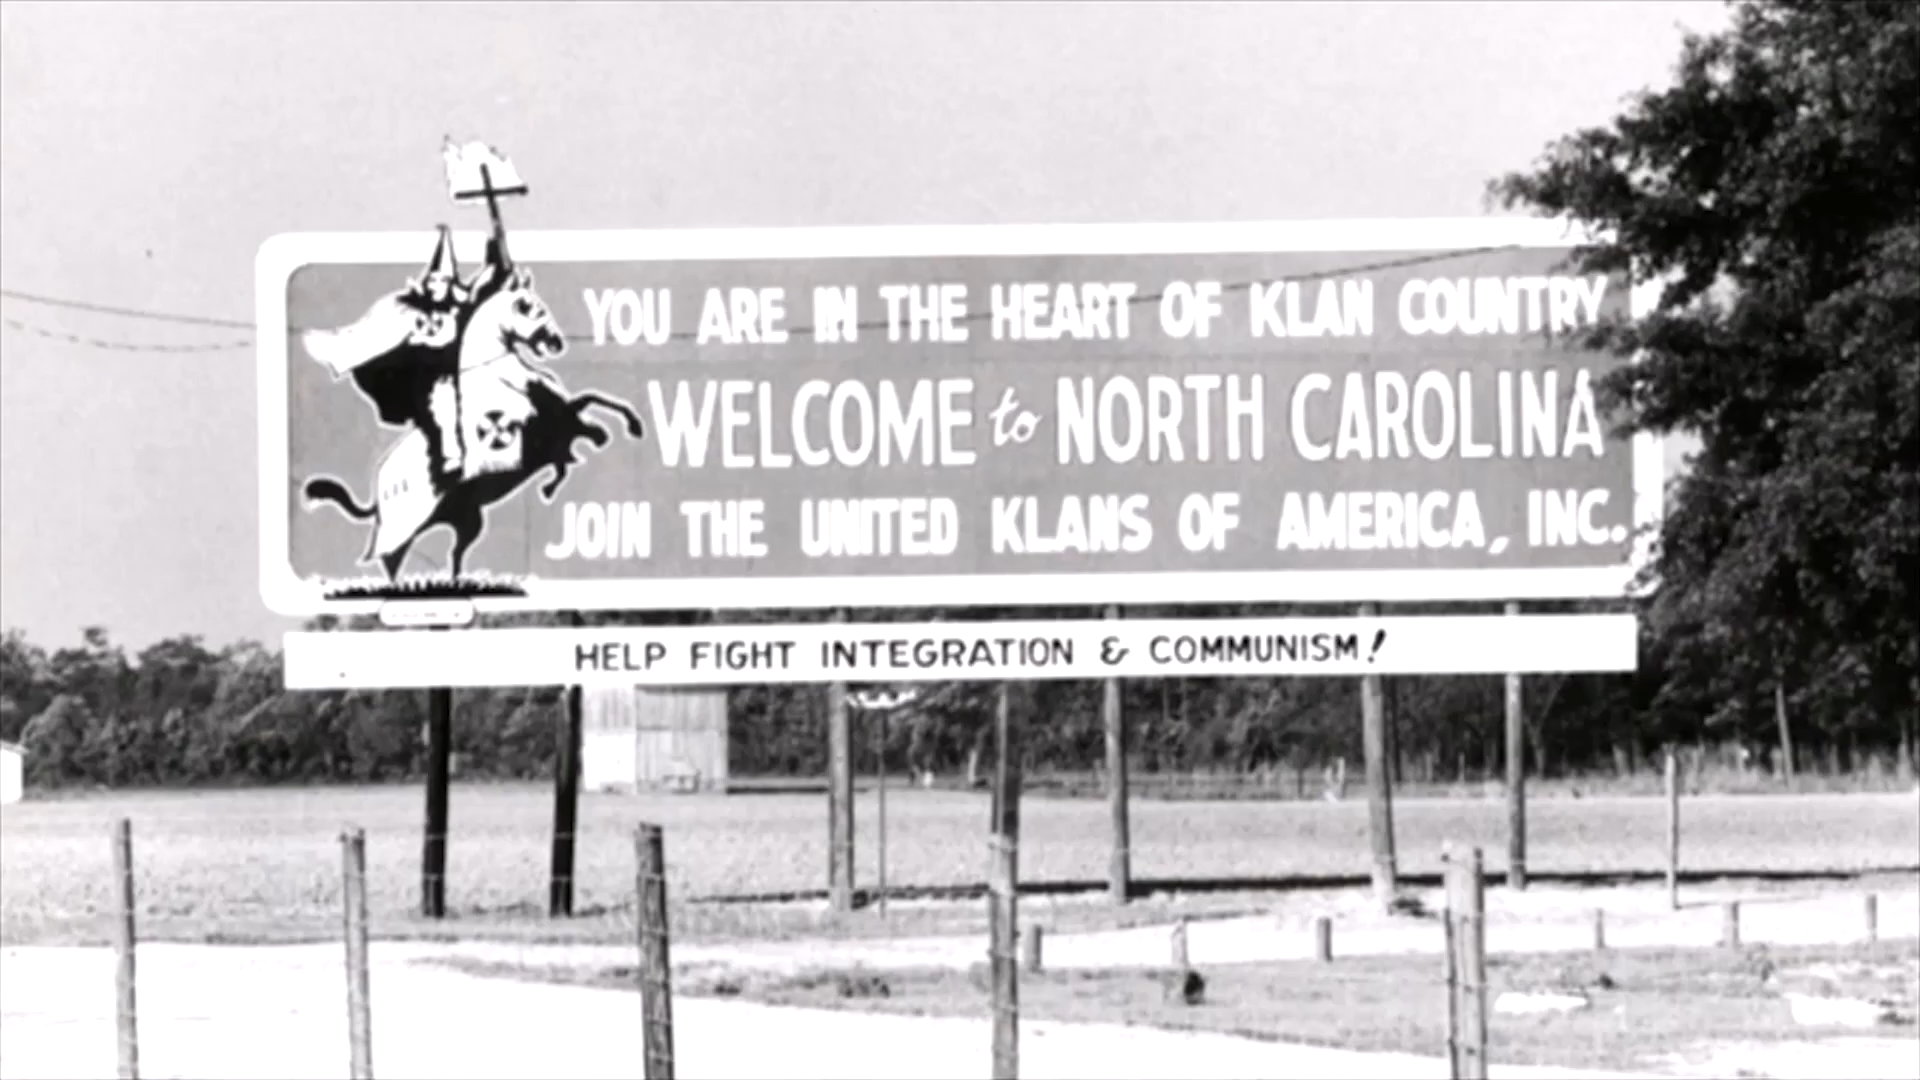 YOU ARE IN THE HEART OF KLAN COUNTRY
WELCOME to NORTH CAROLINA
JOIN THE UNITED KLANS OF AMERICA, INC.
HELP FIGHT INTEGRATION & COMMUNISM!